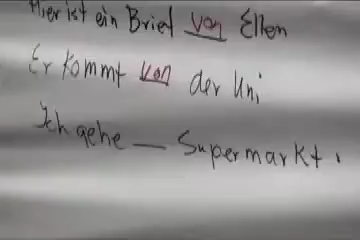 Hier ist ein Brief von Ellen
Er kommt von der Uni
Ich gehe — Supermarkt.